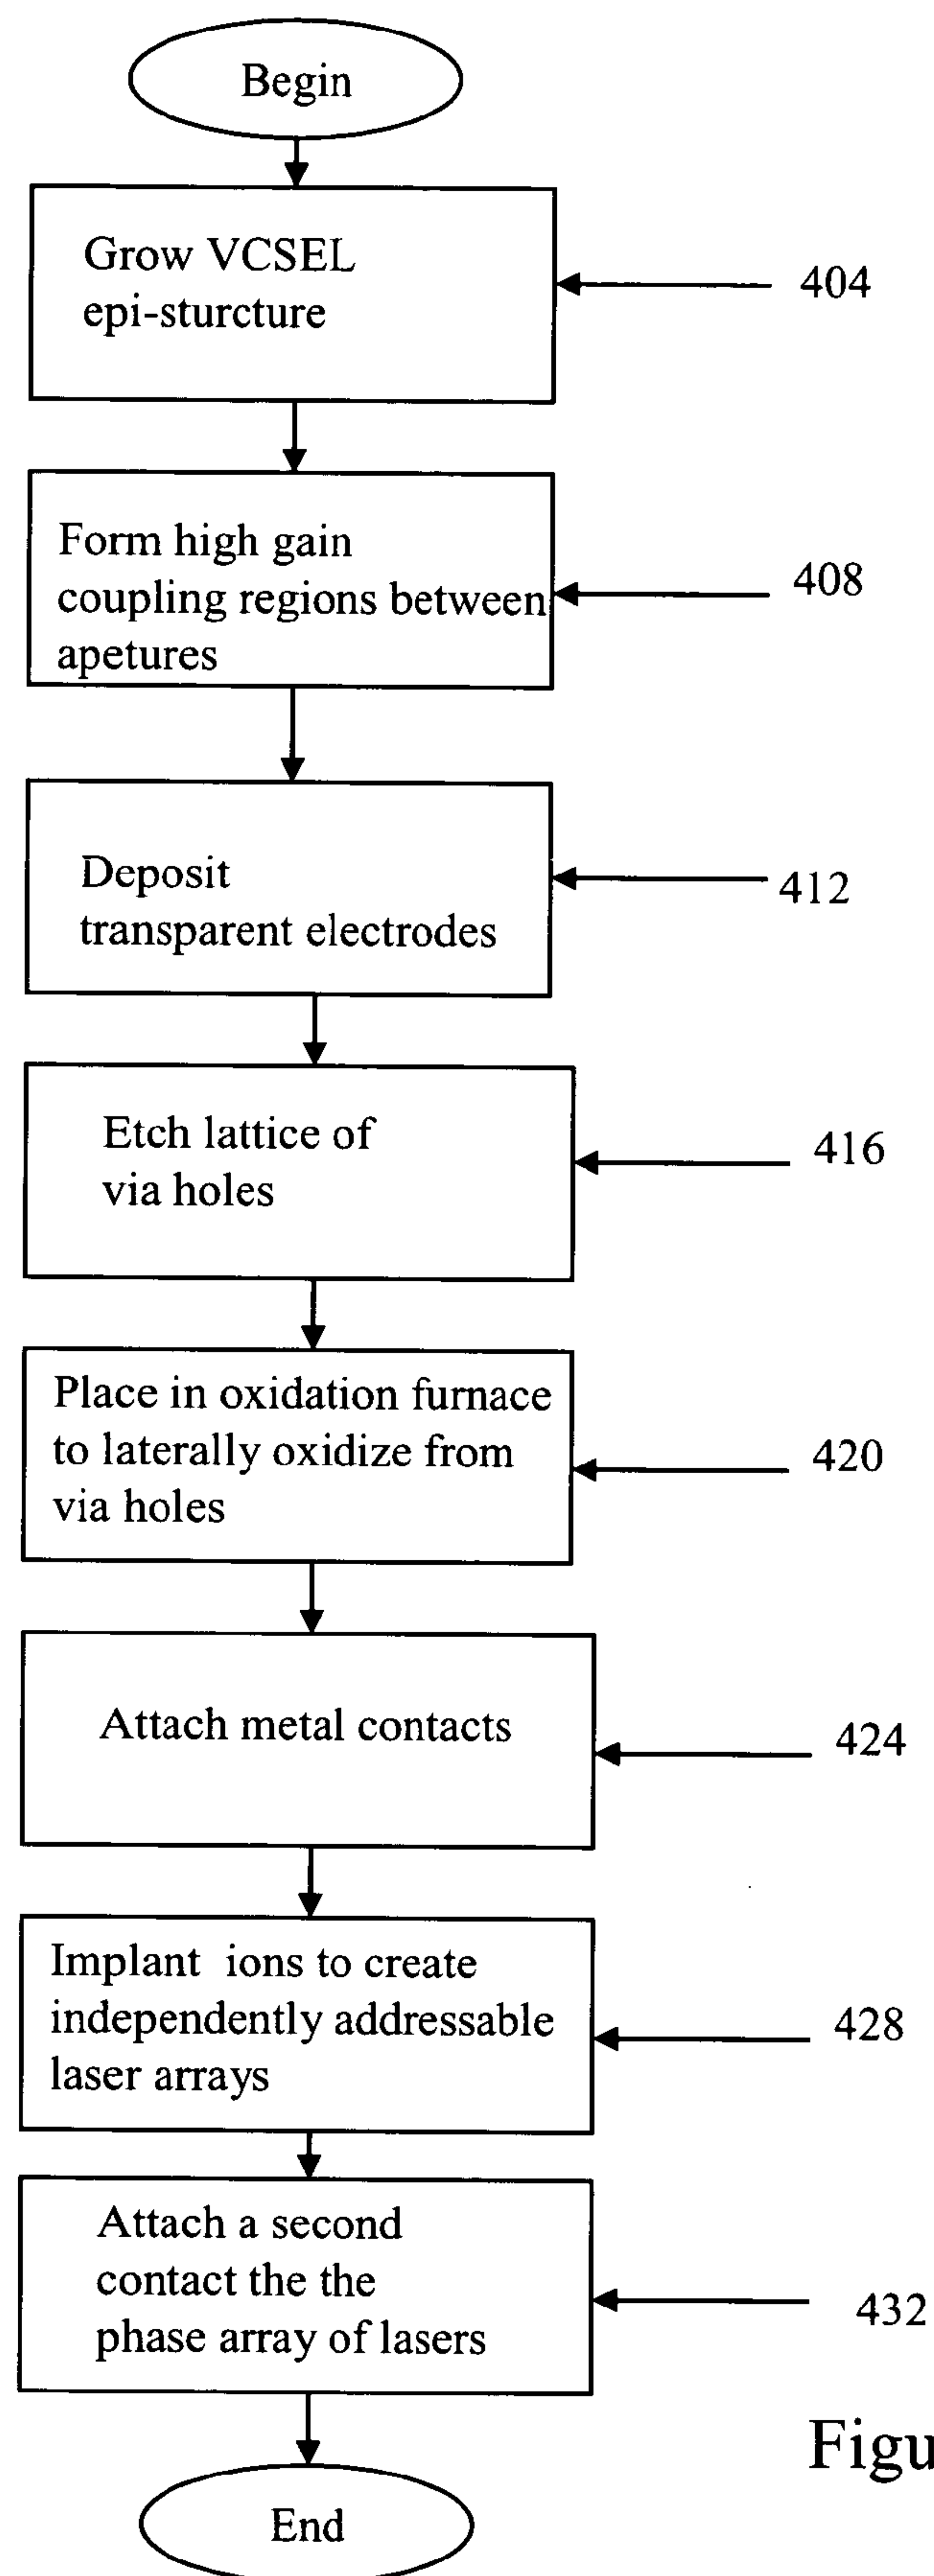 Begin
Grow VCSEL
epi-sturcture
404
Form high gain
coupling regions between
apetures
408
Deposit
transparent electrodes
412
Etch lattice of
via holes
416
Place in oxidation furnace
to laterally oxidize from
via holes
420
Attach metal contacts
424
Implant ions to create
independently addressable
laser arrays
428
Attach a second
contact the the
phase array of lasers
432
End
Figu